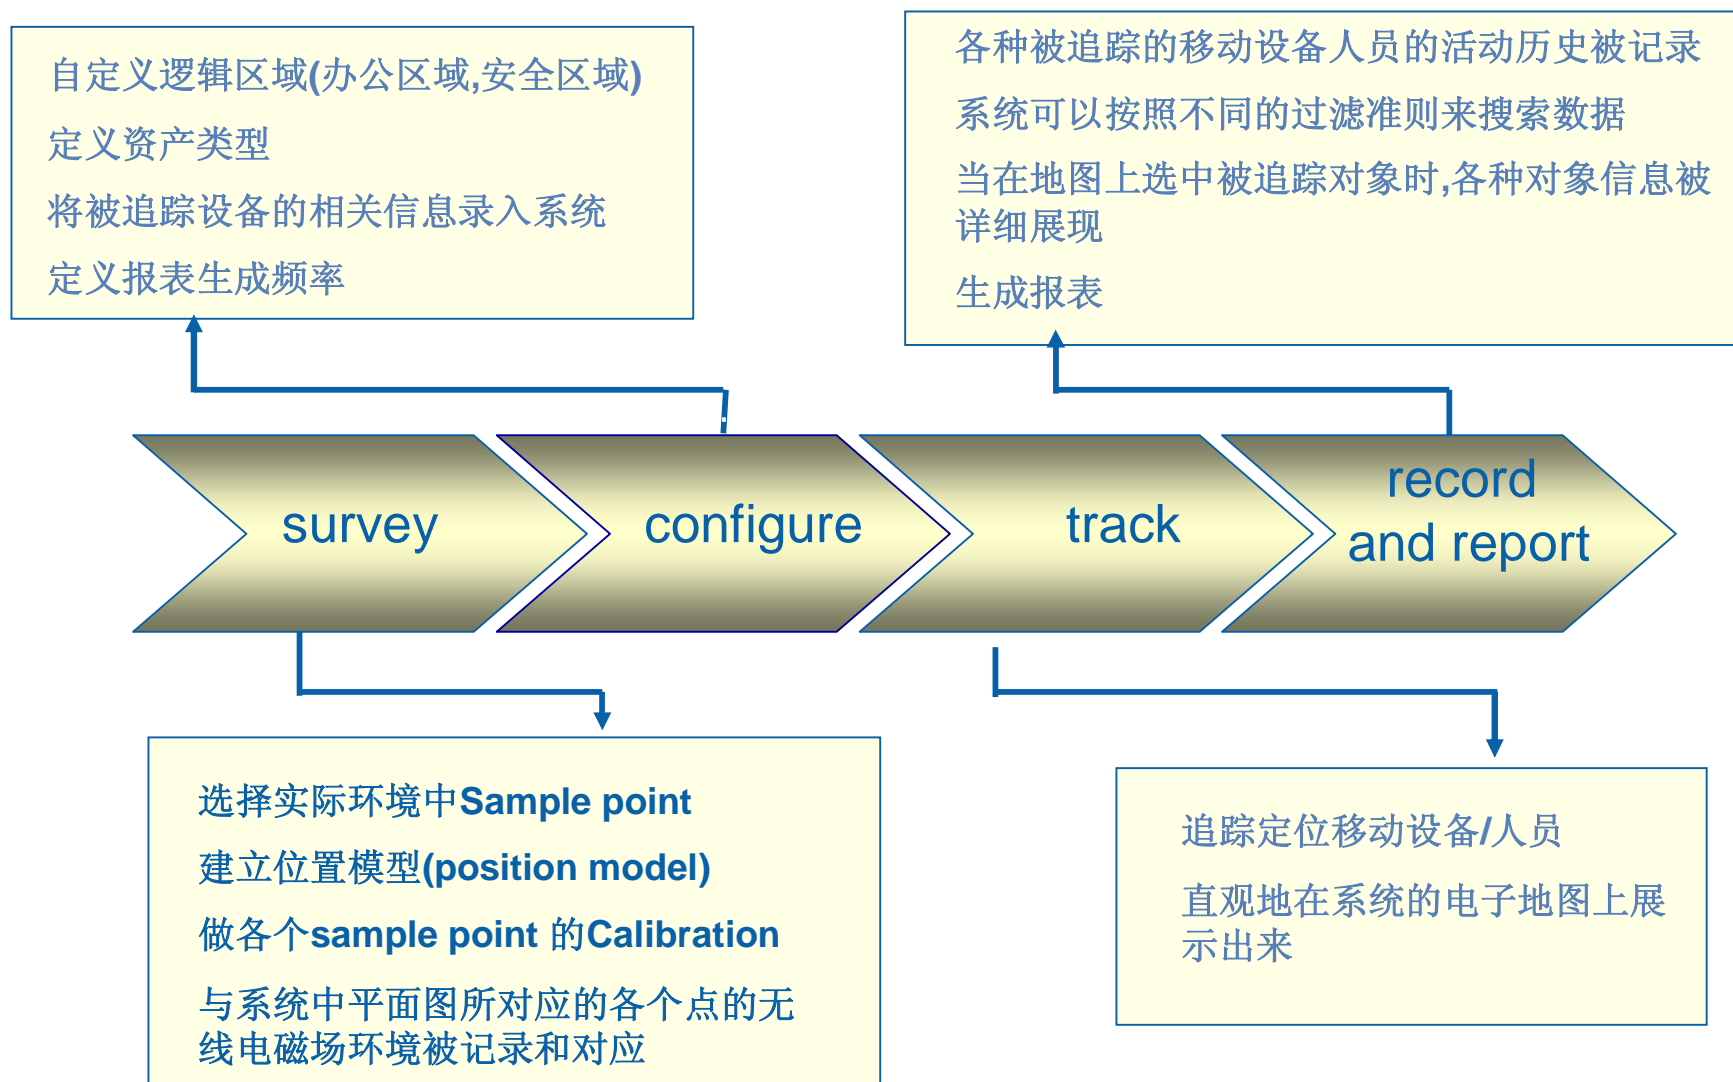 自定义逻辑区域(办公区域,安全区域)
定义资产类型
将被追踪设备的相关信息录入系统
定义报表生成频率
各种被追踪的移动设备人员的活动历史被记录
系统可以按照不同的过滤准则来搜索数据
当在地图上选中被追踪对象时,各种对象信息被
详细展现
生成报表
survey
configure
track
record
and report
选择实际环境中Sample point
建立位置模型(position model)
做各个sample point 的Calibration
与系统中平面图所对应的各个点的无
线电磁场环境被记录和对应
追踪定位移动设备/人员
直观地在系统的电子地图上展
示出来